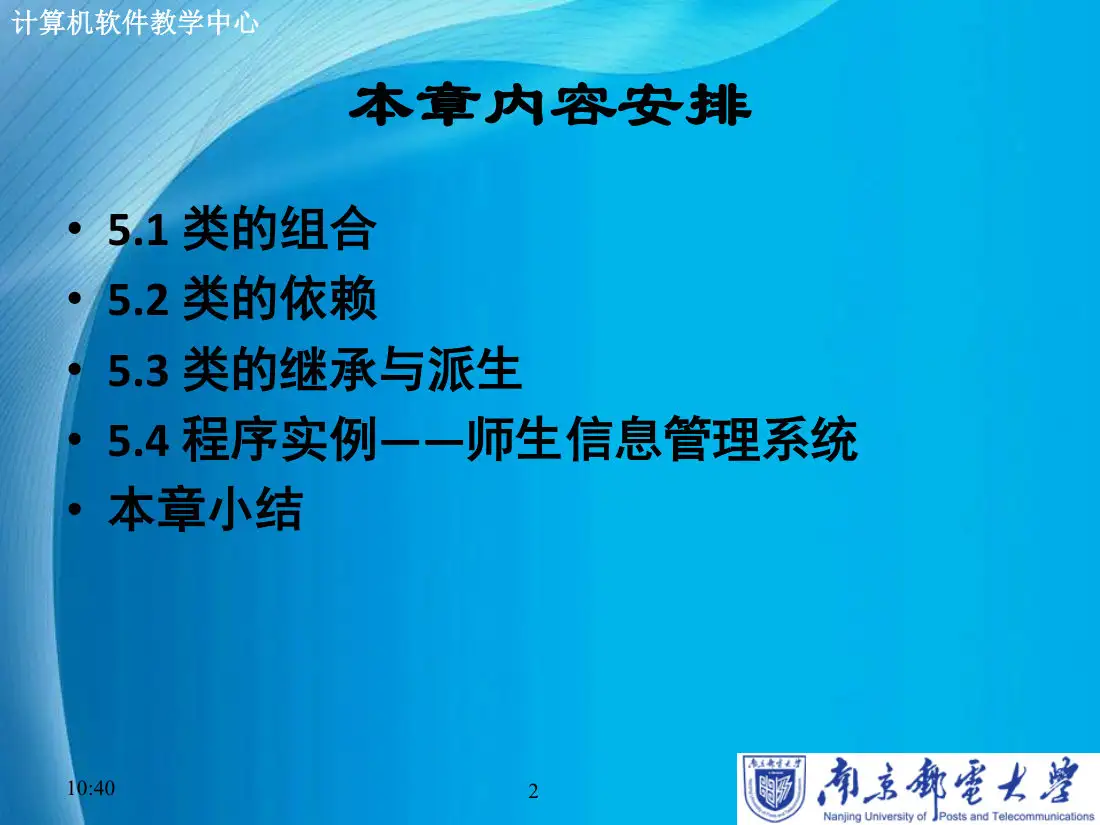 计算机软件教学中心
本章内容安排
• 5.1 类的组合
• 5.2 类的依赖
• 5.3 类的继承与派生
• 5.4 程序实例——师生信息管理系统
• 本章小结
10:40
2
南京郵電大學
Nanjing University of Posts and Telecommunications